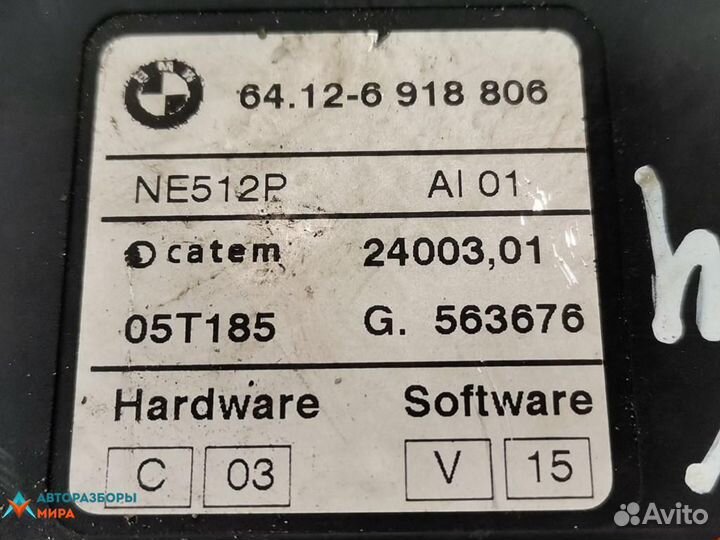 BMW
64.12-6 918 806
NE512P AI 01
catem 24003,01
05T185 G. 563676
Hardware Software
C 03 V 15
АВТОРАЗБОРЫ
МИРА
Avito